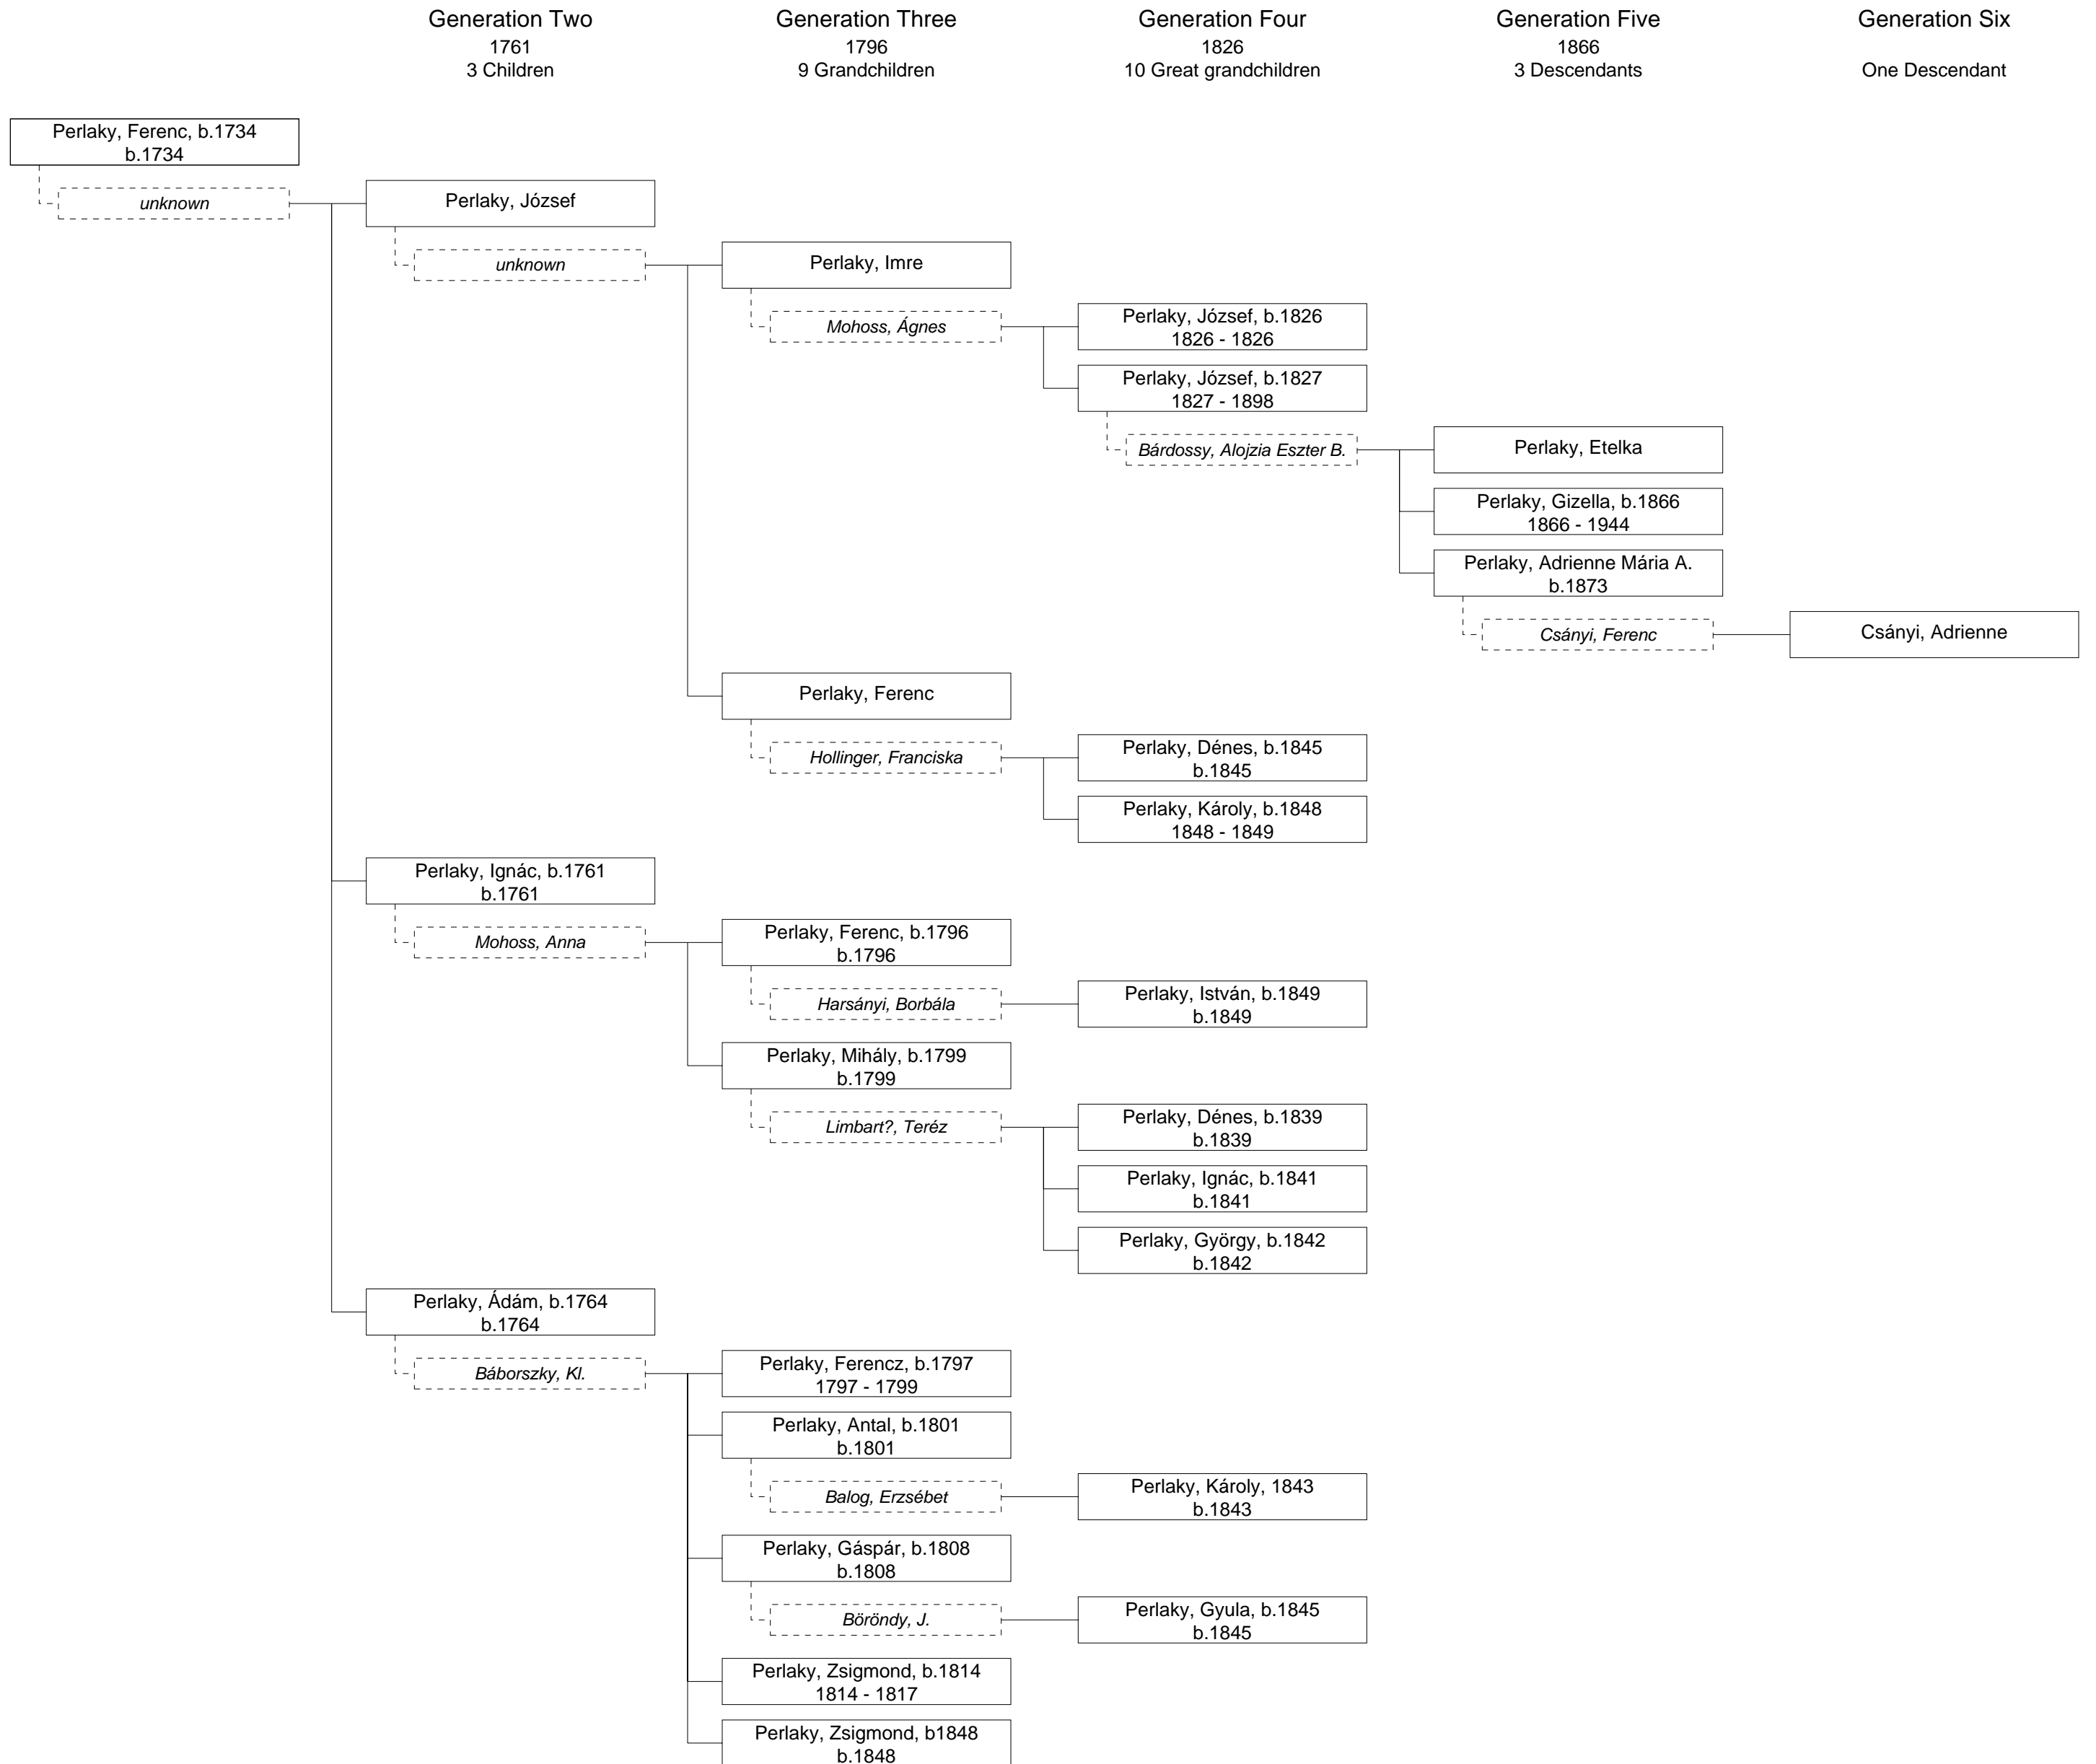 Generation Two
1761
3 Children
Generation Three
1796
9 Grandchildren
Generation Four
1826
10 Great grandchildren
Generation Five
1866
3 Descendants
Generation Six
One Descendant
Perlaky, Ferenc, b.1734
b.1734
unknown
Perlaky, József
unknown
Perlaky, Imre
Mohoss, Ágnes
Perlaky, József, b.1826
1826 - 1826
Perlaky, József, b.1827
1827 - 1898
Bárdossy, Alojzia Eszter B.
Perlaky, Etelka
Perlaky, Gizella, b.1866
1866 - 1944
Perlaky, Adrienne Mária A.
b.1873
Csányi, Ferenc
Csányi, Adrienne
Perlaky, Ferenc
Hollinger, Franciska
Perlaky, Dénes, b.1845
b.1845
Perlaky, Károly, b.1848
1848 - 1849
Perlaky, Ignác, b.1761
b.1761
Mohoss, Anna
Perlaky, Ferenc, b.1796
b.1796
Harsányi, Borbála
Perlaky, István, b.1849
b.1849
Perlaky, Mihály, b.1799
b.1799
Limbart?, Teréz
Perlaky, Dénes, b.1839
b.1839
Perlaky, Ignác, b.1841
b.1841
Perlaky, György, b.1842
b.1842
Perlaky, Ádám, b.1764
b.1764
Báborszky, Kl.
Perlaky, Ferencz, b.1797
1797 - 1799
Perlaky, Antal, b.1801
b.1801
Balog, Erzsébet
Perlaky, Károly, 1843
b.1843
Perlaky, Gáspár, b.1808
b.1808
Böröndy, J.
Perlaky, Gyula, b.1845
b.1845
Perlaky, Zsigmond, b.1814
1814 - 1817
Perlaky, Zsigmond, b1848
b.1848